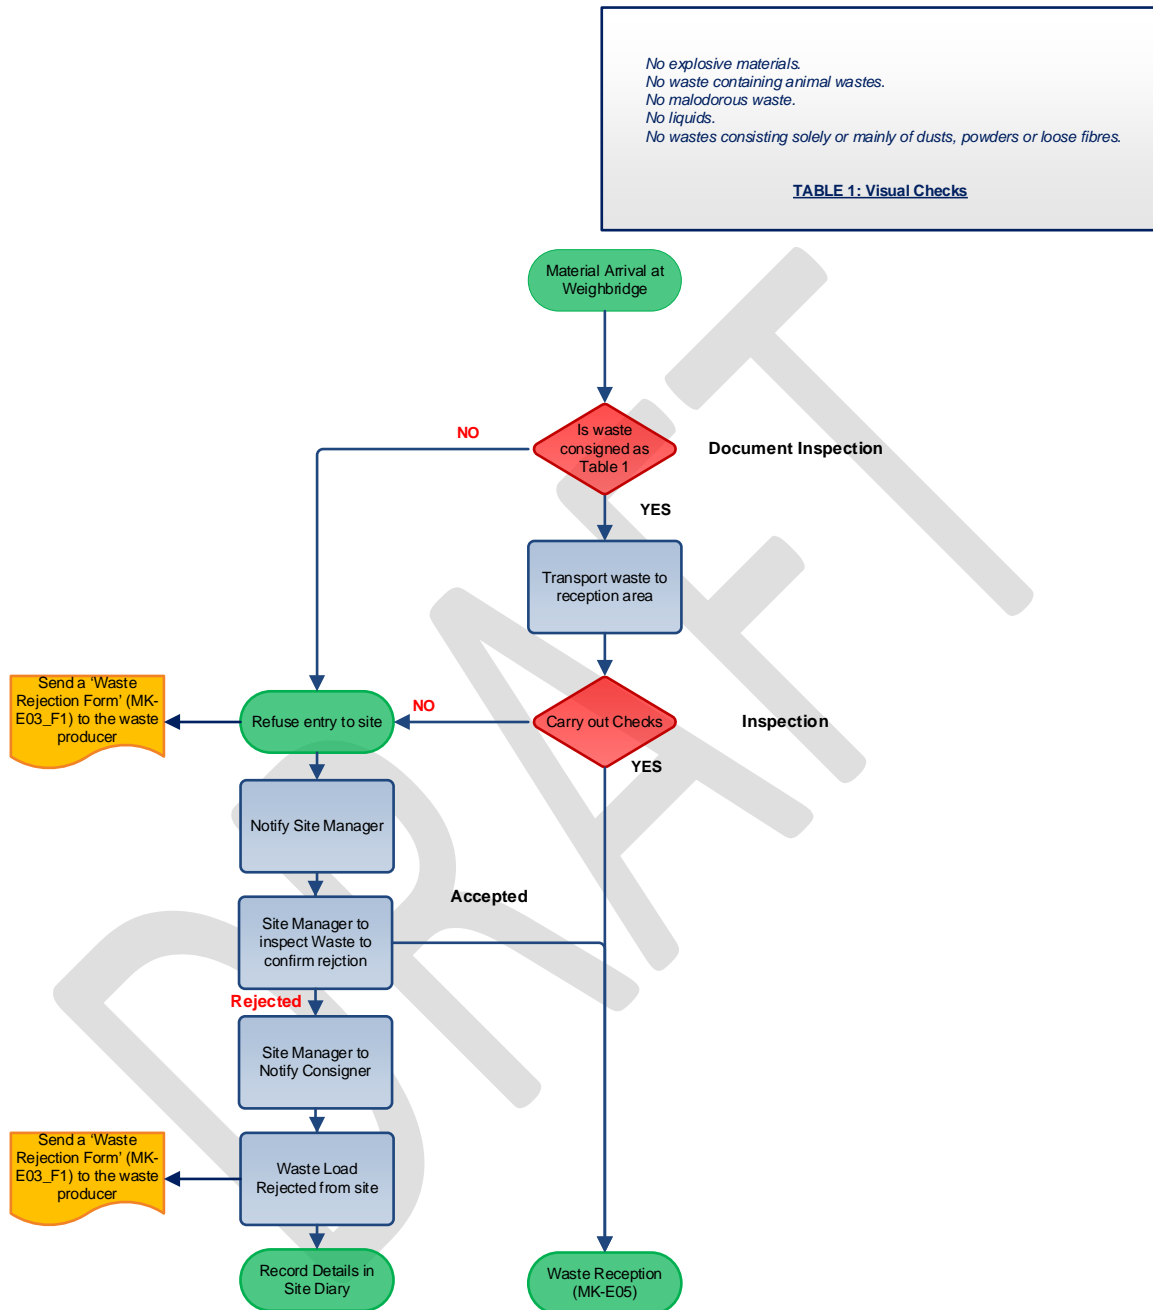 No explosive materials.
No waste containing animal wastes.
No malodorous waste.
No liquids.
No wastes consisting solely or mainly of dusts, powders or loose fibres.
TABLE 1: Visual Checks
Material Arrival at
Weighbridge
Is waste
consigned as
Table 1
NO
Document Inspection
YES
Transport waste to
reception area
Send a ‘Waste
Rejection Form’ (MK-
E03_F1) to the waste
producer
Refuse entry to site
NO
Carry out Checks
Inspection
YES
Notify Site Manager
Accepted
Site Manager to
inspect Waste to
confirm rejction
Rejected
Site Manager to
Notify Consigner
Send a ‘Waste
Rejection Form’ (MK-
E03_F1) to the waste
producer
Waste Load
Rejected from site
Record Details in
Site Diary
Waste Reception
(MK-E05)
DRAFT